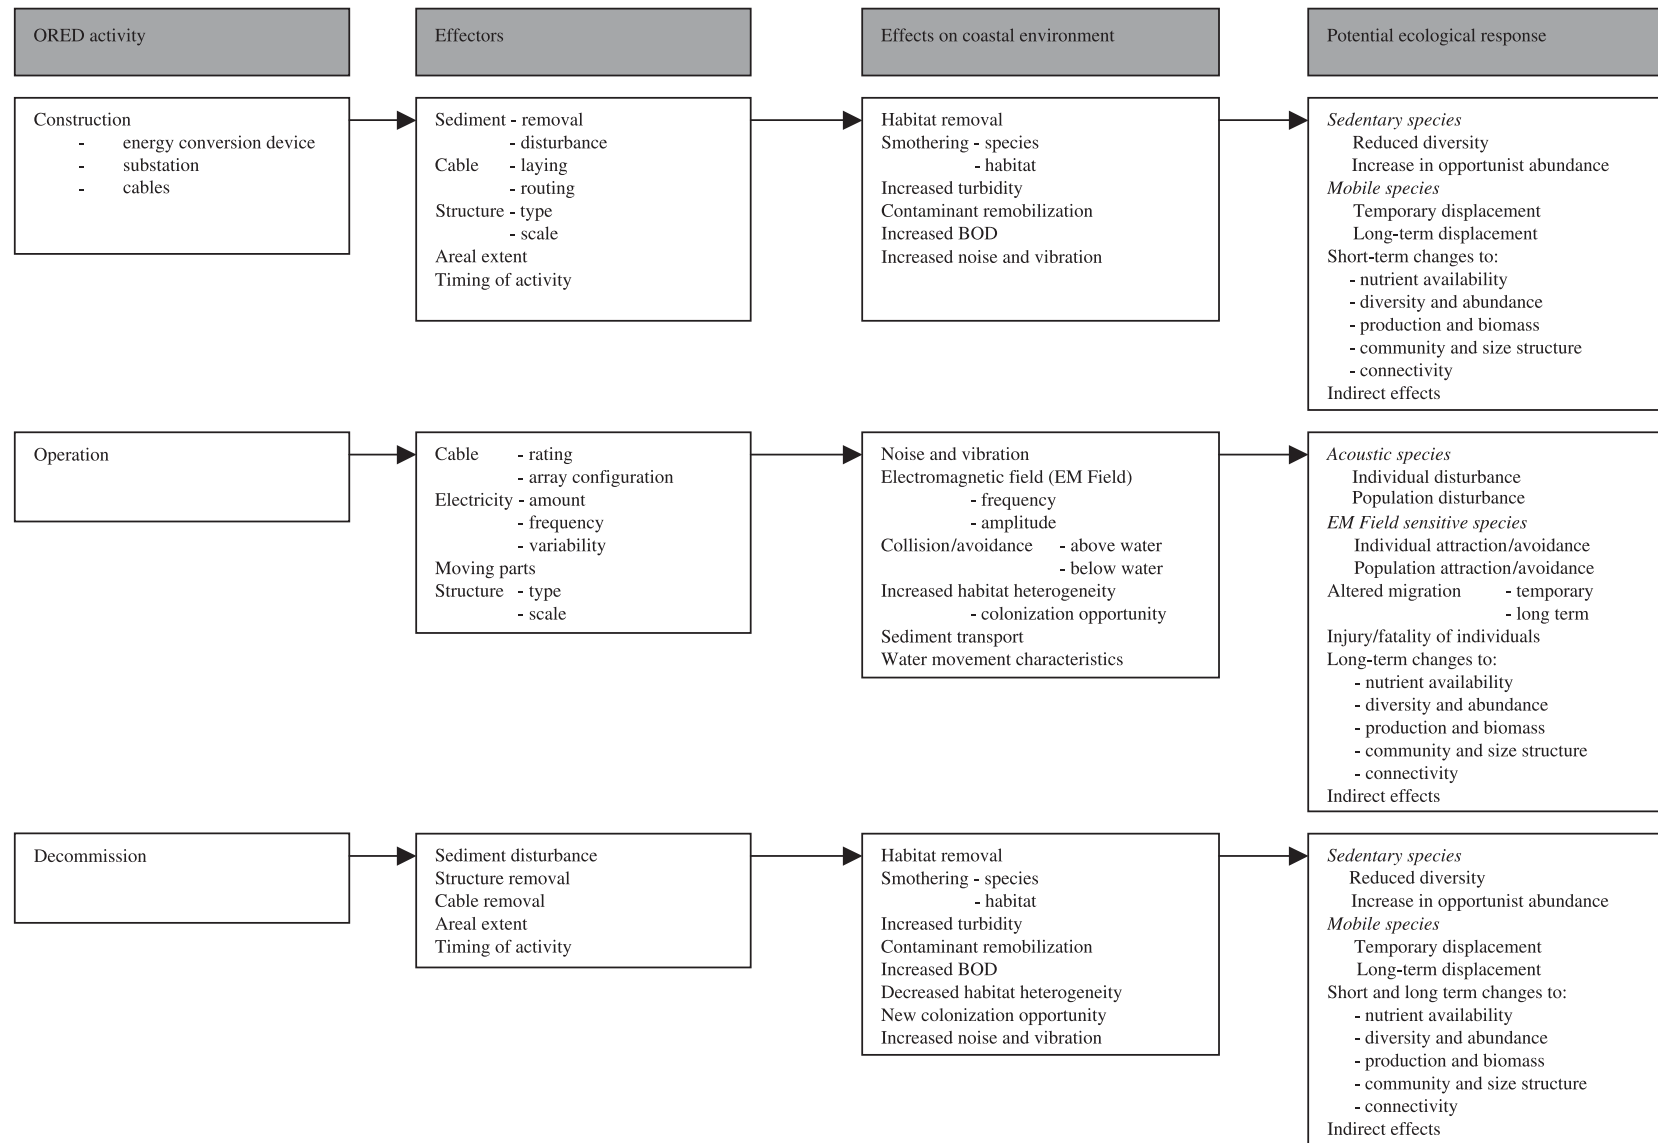 ORED activity
Effectors
Effects on coastal environment
Potential ecological response
Construction
- energy conversion device
- substation
- cables
Sediment - removal
- disturbance
Cable - laying
- routing
Structure - type
- scale
Areal extent
Timing of activity
Habitat removal
Smothering - species
- habitat
Increased turbidity
Contaminant remobilization
Increased BOD
Increased noise and vibration
Sedentary species
Reduced diversity
Increase in opportunist abundance
Mobile species
Temporary displacement
Long-term displacement
Short-term changes to:
- nutrient availability
- diversity and abundance
- production and biomass
- community and size structure
- connectivity
Indirect effects
Operation
Cable - rating
- array configuration
Electricity - amount
- frequency
- variability
Moving parts
Structure - type
- scale
Noise and vibration
Electromagnetic field (EM Field)
- frequency
- amplitude
Collision/avoidance - above water
- below water
Increased habitat heterogeneity
- colonization opportunity
Sediment transport
Water movement characteristics
Acoustic species
Individual disturbance
Population disturbance
EM Field sensitive species
Individual attraction/avoidance
Population attraction/avoidance
Altered migration - temporary
- long term
Injury/fatality of individuals
Long-term changes to:
- nutrient availability
- diversity and abundance
- production and biomass
- community and size structure
- connectivity
Indirect effects
Decommission
Sediment disturbance
Structure removal
Cable removal
Areal extent
Timing of activity
Habitat removal
Smothering - species
- habitat
Increased turbidity
Contaminant remobilization
Increased BOD
Decreased habitat heterogeneity
New colonization opportunity
Increased noise and vibration
Sedentary species
Reduced diversity
Increase in opportunist abundance
Mobile species
Temporary displacement
Long-term displacement
Short and long term changes to:
- nutrient availability
- diversity and abundance
- production and biomass
- community and size structure
- connectivity
Indirect effects